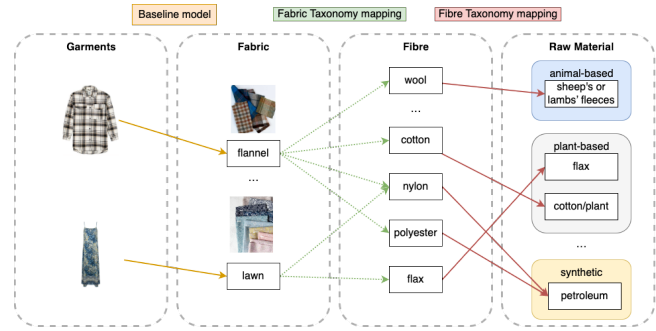 Baseline model
Fabric Taxonomy mapping
Fibre Taxonomy mapping
Garments
Fabric
flannel
...
lawn
Fibre
wool
...
cotton
nylon
polyester
flax
Raw Material
animal-based
sheep's or
lambs' fleeces
plant-based
flax
cotton/plant
...
synthetic
petroleum